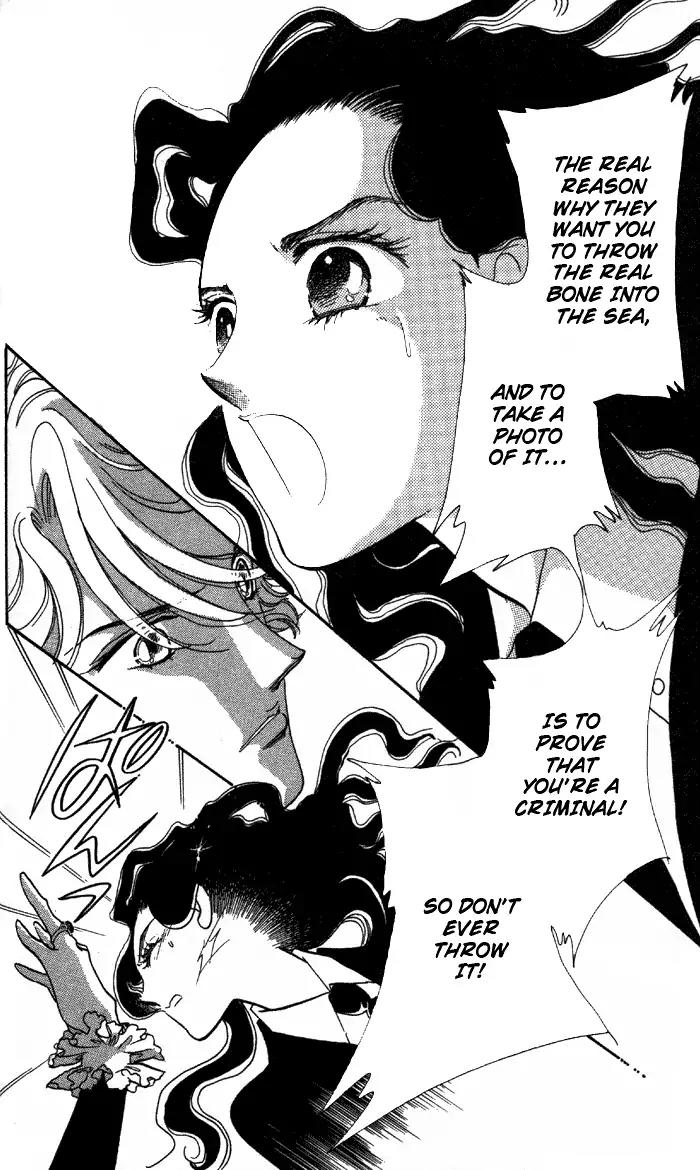 THE REAL
REASON
WHY THEY
WANT YOU
TO THROW
THE REAL
BONE INTO
THE SEA,
AND TO
TAKE A
PHOTO
OF IT...
IS TO
PROVE
THAT
YOU'RE A
CRIMINAL!
SO DON'T
EVER
THROW
IT!